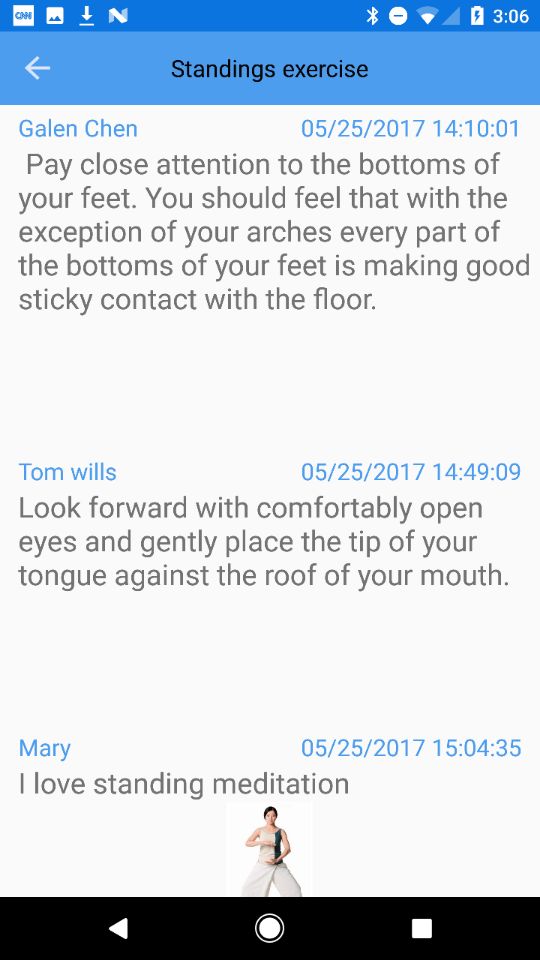 CNN
3:06
Standings exercise
Galen Chen 05/25/2017 14:10:01
Pay close attention to the bottoms of
your feet. You should feel that with the
exception of your arches every part of
the bottoms of your feet is making good
sticky contact with the floor.
Tom wills 05/25/2017 14:49:09
Look forward with comfortably open
eyes and gently place the tip of your
tongue against the roof of your mouth.
Mary 05/25/2017 15:04:35
I love standing meditation